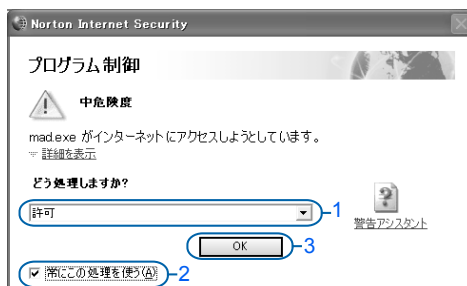 Norton Internet Security
プログラム制御
中危険度
mad.exe がインターネットにアクセスしようとしています。
詳細を表示
どう処理しますか?
許可
1
警告アシスタント
OK
3
常にこの処理を使う(A)
2